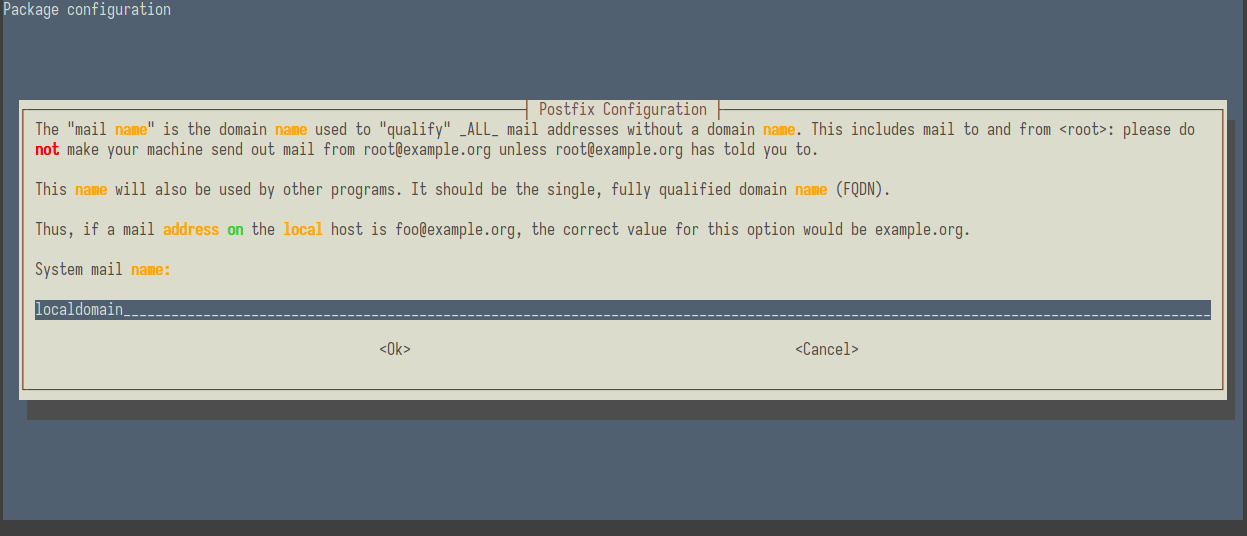 Package configuration
Postfix Configuration
The "mail name" is the domain name used to "qualify" _ALL_ mail addresses without a domain name. This includes mail to and from <root>: please do
not make your machine send out mail from root@example.org unless root@example.org has told you to.
This name will also be used by other programs. It should be the single, fully qualified domain name (FQDN).
Thus, if a mail address on the local host is foo@example.org, the correct value for this option would be example.org.
System mail name:
localdomain
<Ok> <Cancel>